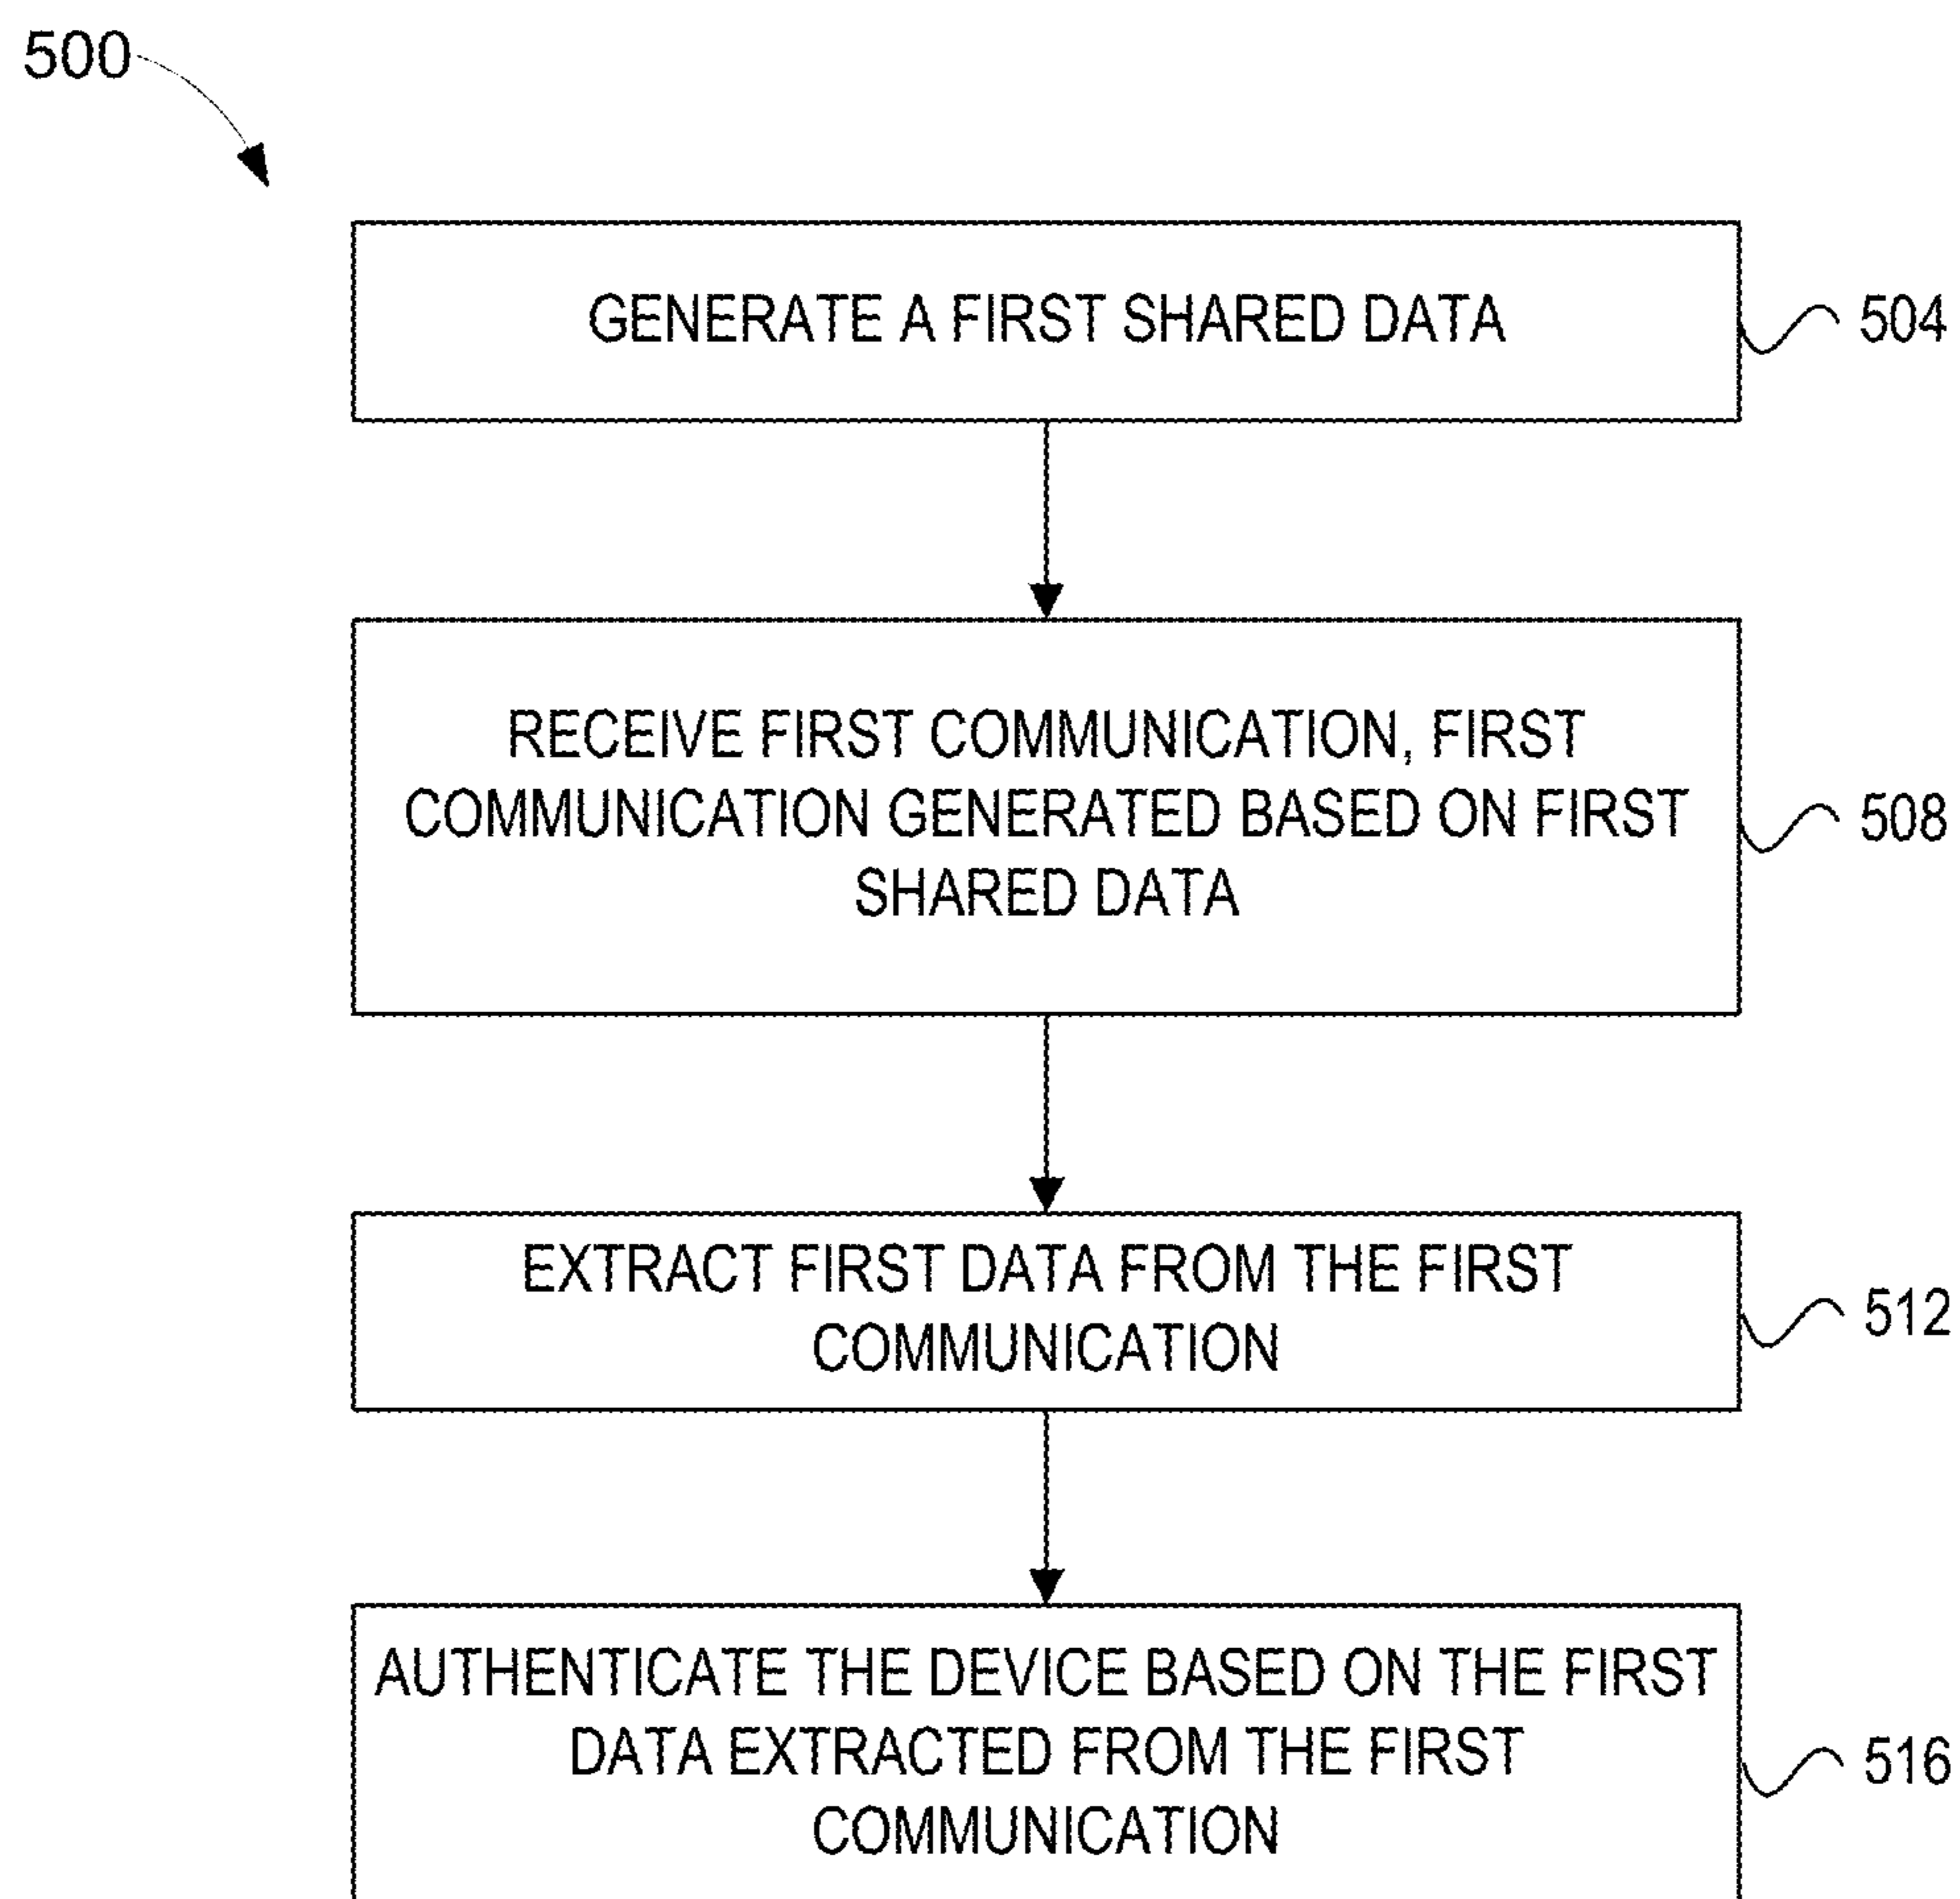 500
GENERATE A FIRST SHARED DATA
504
RECEIVE FIRST COMMUNICATION, FIRST
COMMUNICATION GENERATED BASED ON FIRST
SHARED DATA
508
EXTRACT FIRST DATA FROM THE FIRST
COMMUNICATION
512
AUTHENTICATE THE DEVICE BASED ON THE FIRST
DATA EXTRACTED FROM THE FIRST
COMMUNICATION
516